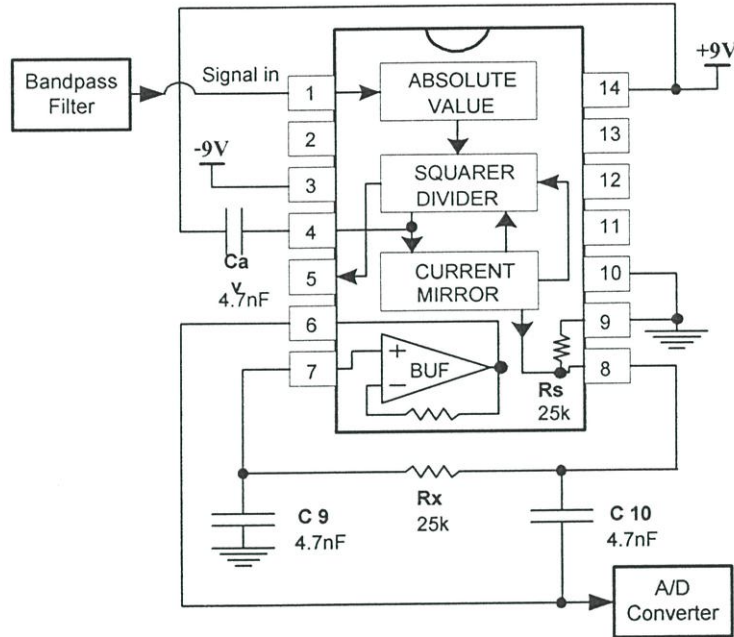 +9V
Bandpass
Filter
Signal in
1
ABSOLUTE
VALUE
14
2
13
-9V
3
SQUARER
DIVIDER
12
4
11
Ca
v
4.7nF
5
CURRENT
MIRROR
10
6
9
7
+
BUF
−
8
Rs
25k
Rx
25k
C 9
4.7nF
C 10
4.7nF
A/D
Converter